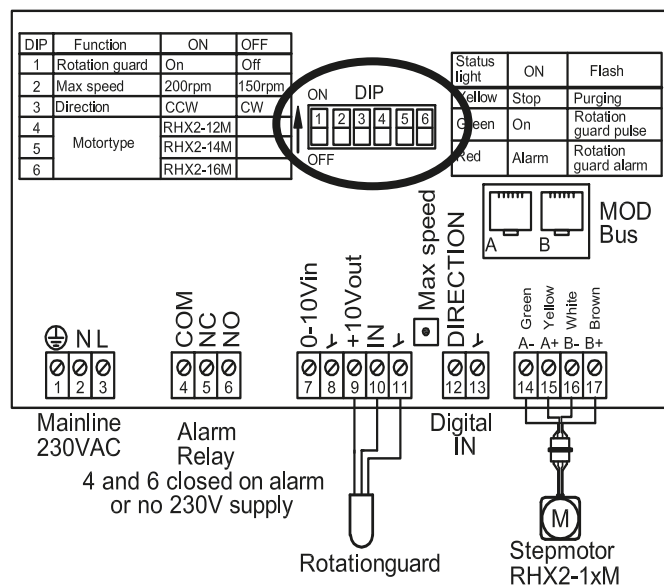 DIP Function ON OFF
1 Rotation guard On Off
2 Max speed 200rpm 150rpm
3 Direction CCW CW
4 RHX2-12M
5 Motortype RHX2-14M
6 RHX2-16M
ON DIP
1 2 3 4 5 6
OFF
Status light ON Flash
Yellow Stop Purging
Green On Rotation guard pulse
Red Alarm Rotation guard alarm
A B
MOD
Bus
N L
1 2 3
Mainline
230VAC
COM
NC
NO
4 5 6
Alarm
Relay
4 and 6 closed on alarm
or no 230V supply
0-10Vin
+10Vout
IN
7 8 9 10 11
Rotationguard
Max speed
DIRECTION
12 13
Digital
IN
Green
Yellow
White
Brown
A- A+ B- B+
14 15 16 17
M
Stepmotor
RHX2-1xM